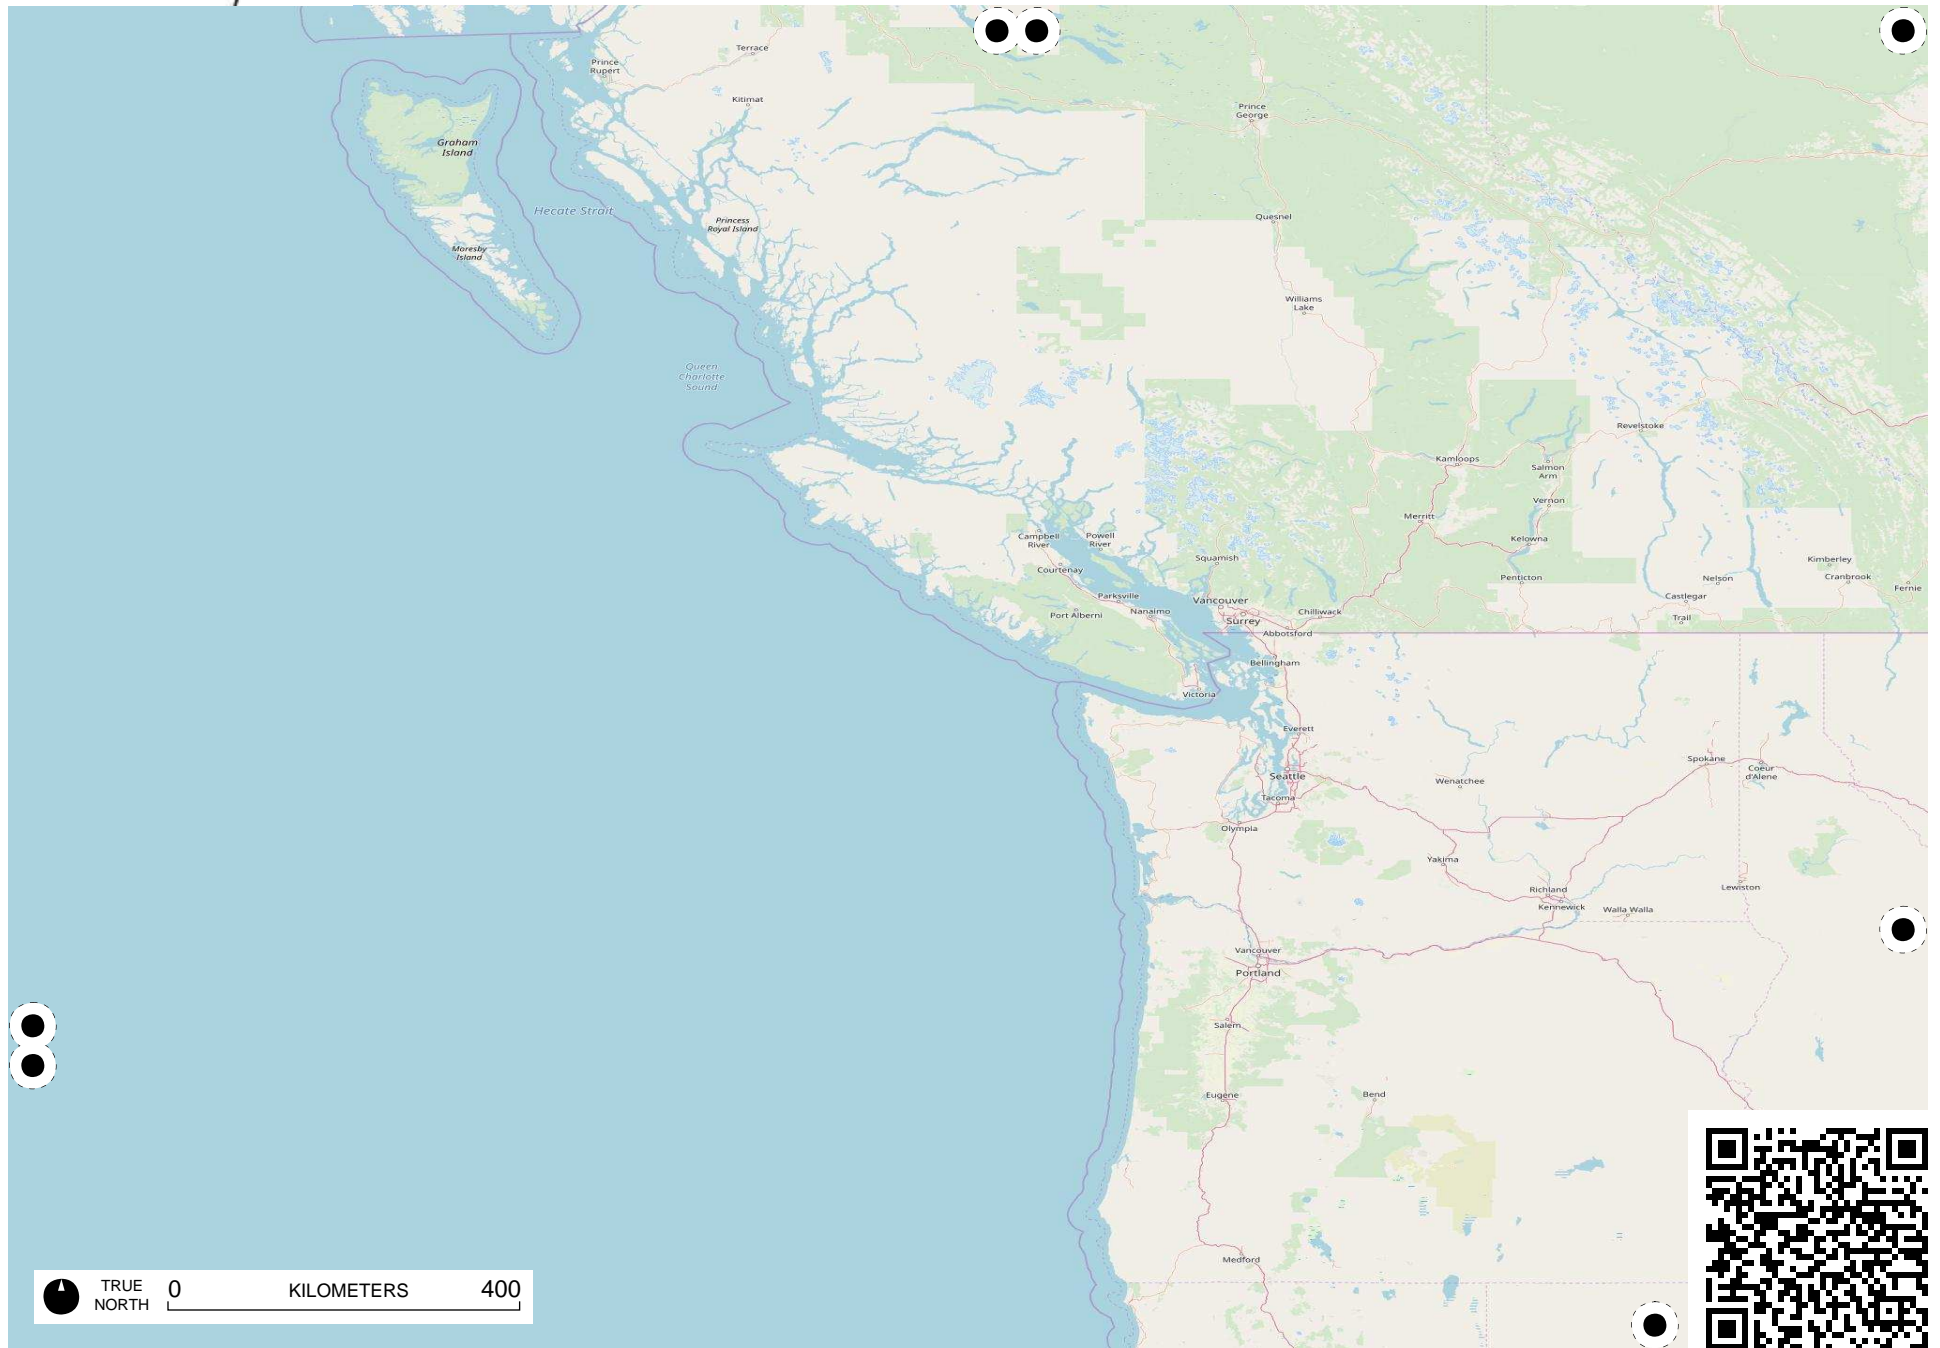 Terrace
Prince
Rupert
Kitimat
Prince
George
Graham
Island
Hecate Strait
Princess
Royal Island
Quesnel
Moresby
Island
Williams
Lake
Queen
Charlotte
Sound
Revelstoke
Kamloops
Salmon
Arm
Vernon
Merritt
Campbell
River
Powell
River
Kelowna
Squamish
Kimberley
Courtenay
Penticton
Nelson
Cranbrook
Fernie
Parksville
Castlegar
Vancouver
Nanaimo
Chilliwack
Port Alberni
Surrey
Trail
Abbotsford
Bellingham
Victoria
Everett
Spokane
Coeur
d'Alene
Seattle
Wenatchee
Tacoma
Olympia
Yakima
Richland
Lewiston
Kennewick
Walla Walla
Vancouver
Portland
Salem
Eugene
Bend
Medford
TRUE
NORTH
0 KILOMETERS 400